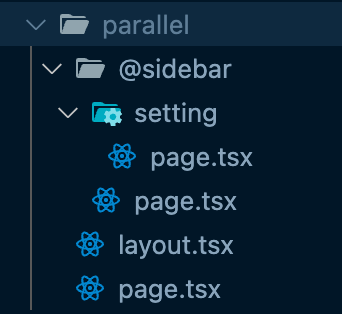 parallel
@sidebar
setting
page.tsx
page.tsx
layout.tsx
page.tsx